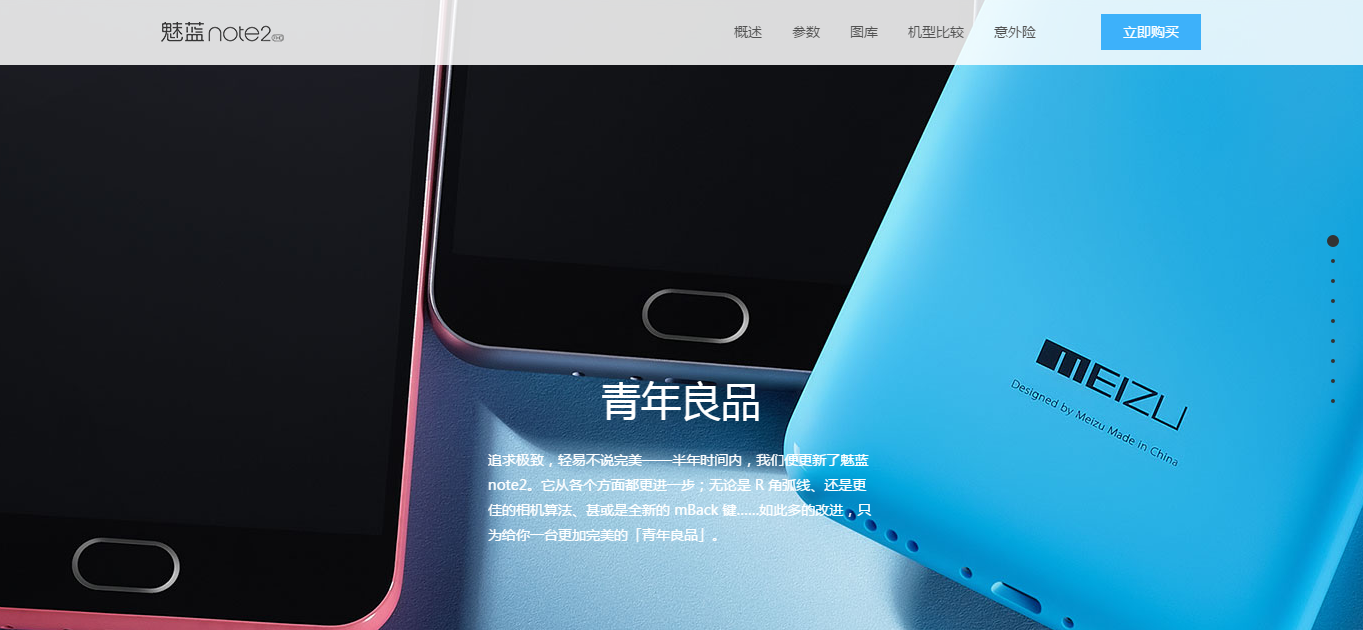 魅蓝 note2
概述 参数 图库 机型比较 意外险 立即购买
MEIZU
Designed by Meizu Made in China
青年良品
追求极致，轻易不说完美——半年时间内，我们便更新了魅蓝
note2。它从各个方面都更进一步；无论是 R 角弧线、还是更
佳的相机算法、甚或是全新的 mBack 键......如此多的改进，只
为给你一台更加完美的「青年良品」。